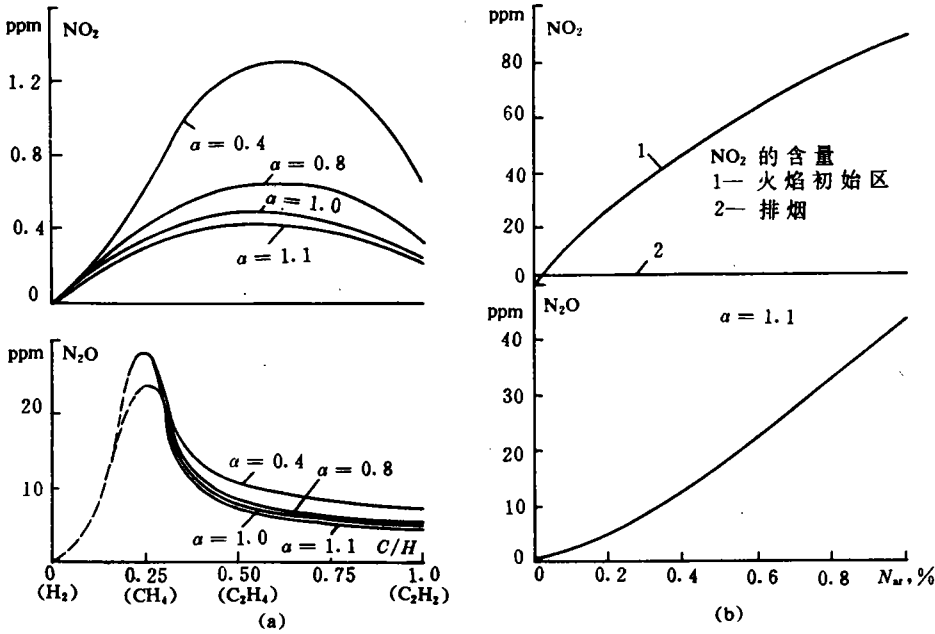 ppm NO₂
1.2
0.8
0.4
0
α = 0.4
α = 0.8
α = 1.0
α = 1.1
ppm N₂O
20
10
α = 0.4
α = 0.8
α = 1.0
α = 1.1
C/H
0 0.25 0.50 0.75 1.0
(H₂) (CH₄) (C₂H₄) (C₂H₂)
(a)
ppm NO₂
80
60
40
20
0
1
NO₂ 的含量
1— 火焰初始区
2— 排烟
2
ppm N₂O
α = 1.1
40
30
20
10
0
0 0.2 0.4 0.6 0.8 Nar, %
(b)